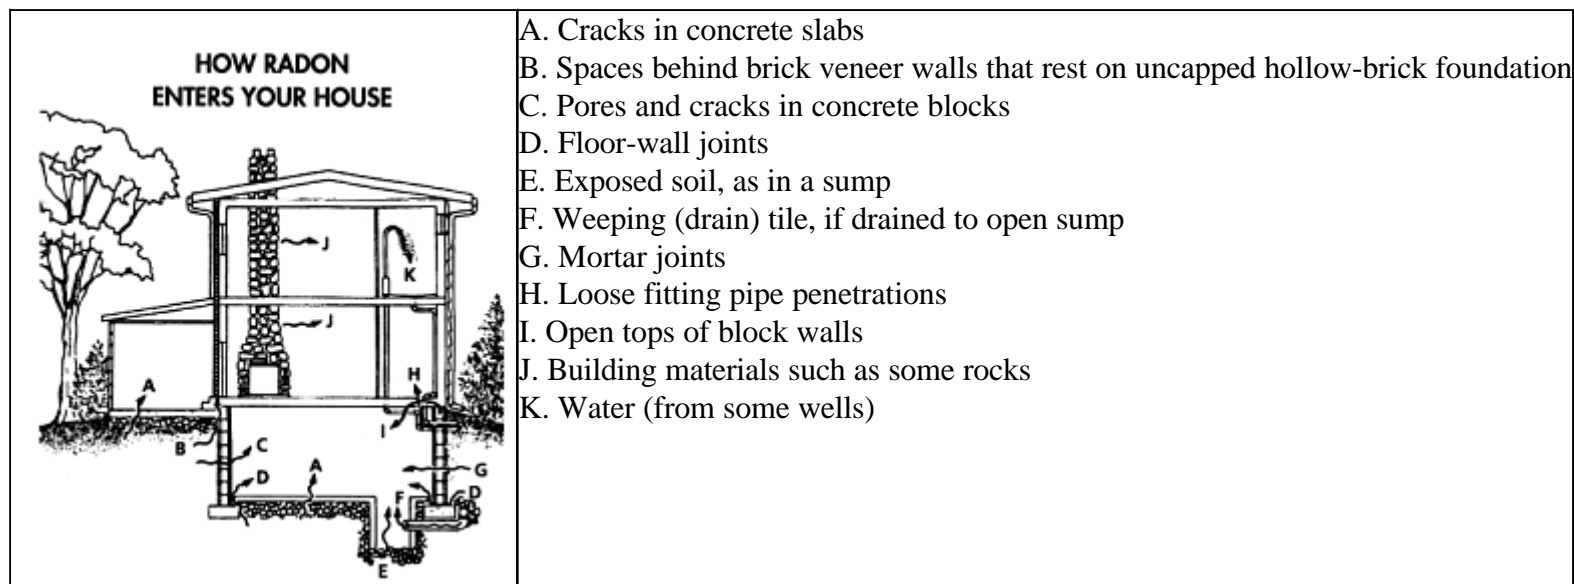 HOW RADON
ENTERS YOUR HOUSE
J
K
J
H
A
I
B
C
A
G
D
F
D
E
A. Cracks in concrete slabs
B. Spaces behind brick veneer walls that rest on uncapped hollow-brick foundation
C. Pores and cracks in concrete blocks
D. Floor-wall joints
E. Exposed soil, as in a sump
F. Weeping (drain) tile, if drained to open sump
G. Mortar joints
H. Loose fitting pipe penetrations
I. Open tops of block walls
J. Building materials such as some rocks
K. Water (from some wells)